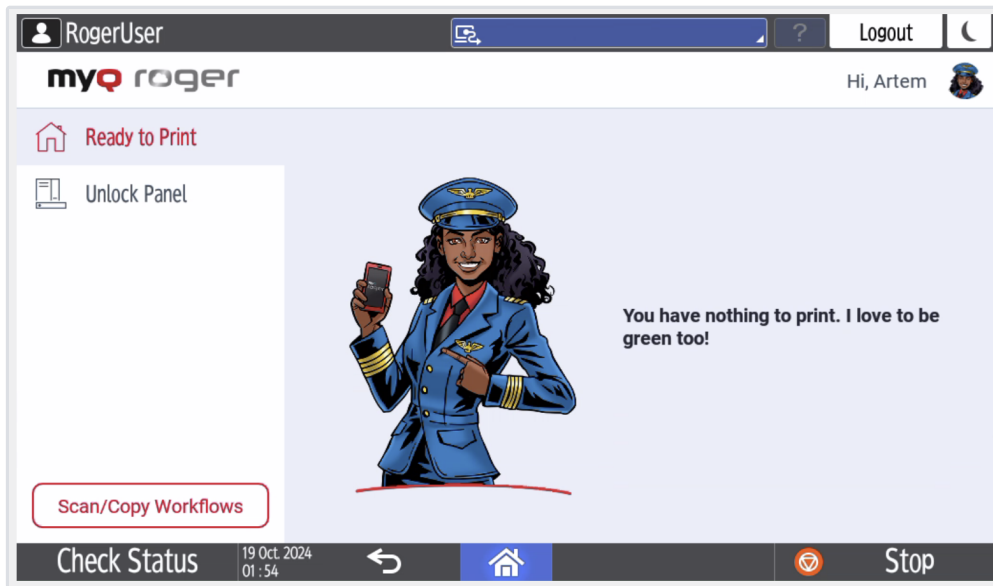 RogerUser
?
Logout
myQ roger
Hi, Artem
Ready to Print
Unlock Panel
You have nothing to print. I love to be
green too!
Scan/Copy Workflows
Check Status
19 Oct. 2024
01 : 54
Stop